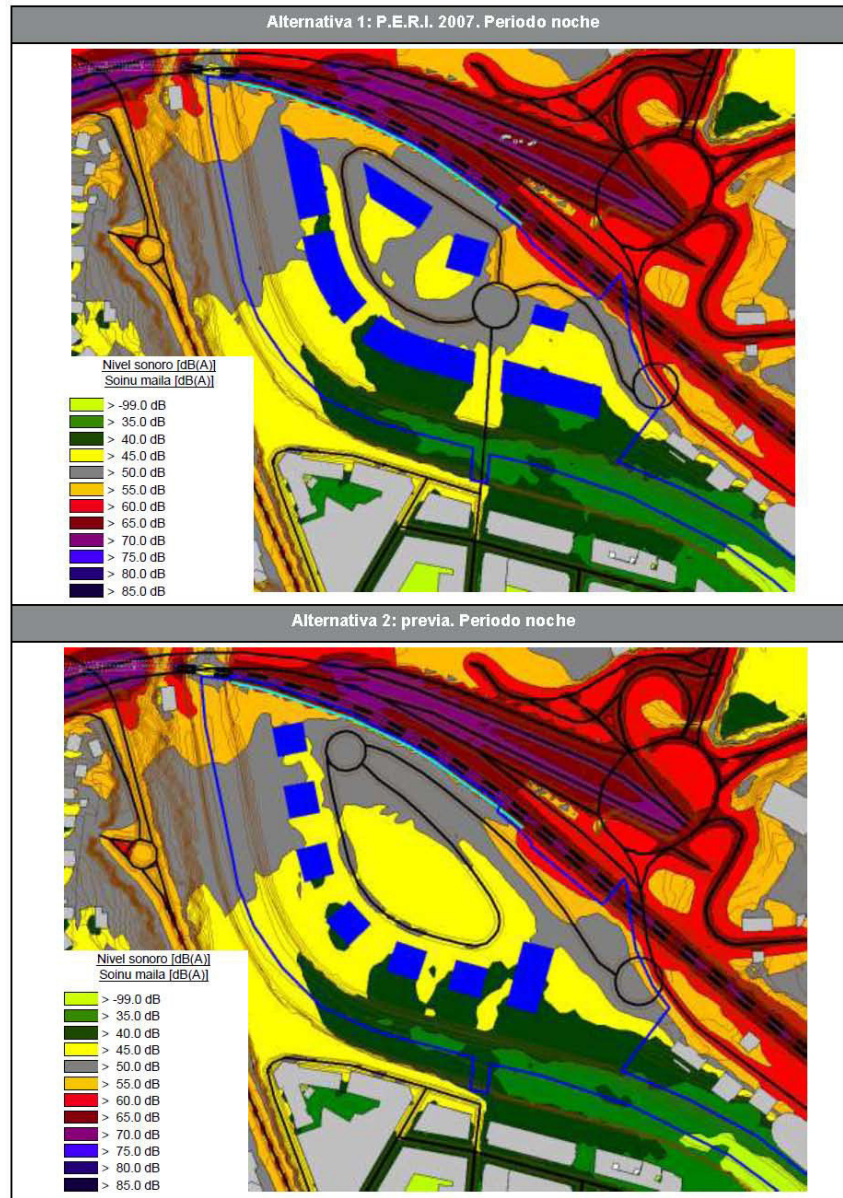 Alternativa 1: P.E.R.I. 2007. Periodo noche
Nivel sonoro [dB(A)]
Soinu maila [dB(A)]
> -99.0 dB
> 35.0 dB
> 40.0 dB
> 45.0 dB
> 50.0 dB
> 55.0 dB
> 60.0 dB
> 65.0 dB
> 70.0 dB
> 75.0 dB
> 80.0 dB
> 85.0 dB
Alternativa 2: previa. Periodo noche
Nivel sonoro [dB(A)]
Soinu maila [dB(A)]
> -99.0 dB
> 35.0 dB
> 40.0 dB
> 45.0 dB
> 50.0 dB
> 55.0 dB
> 60.0 dB
> 65.0 dB
> 70.0 dB
> 75.0 dB
> 80.0 dB
> 85.0 dB